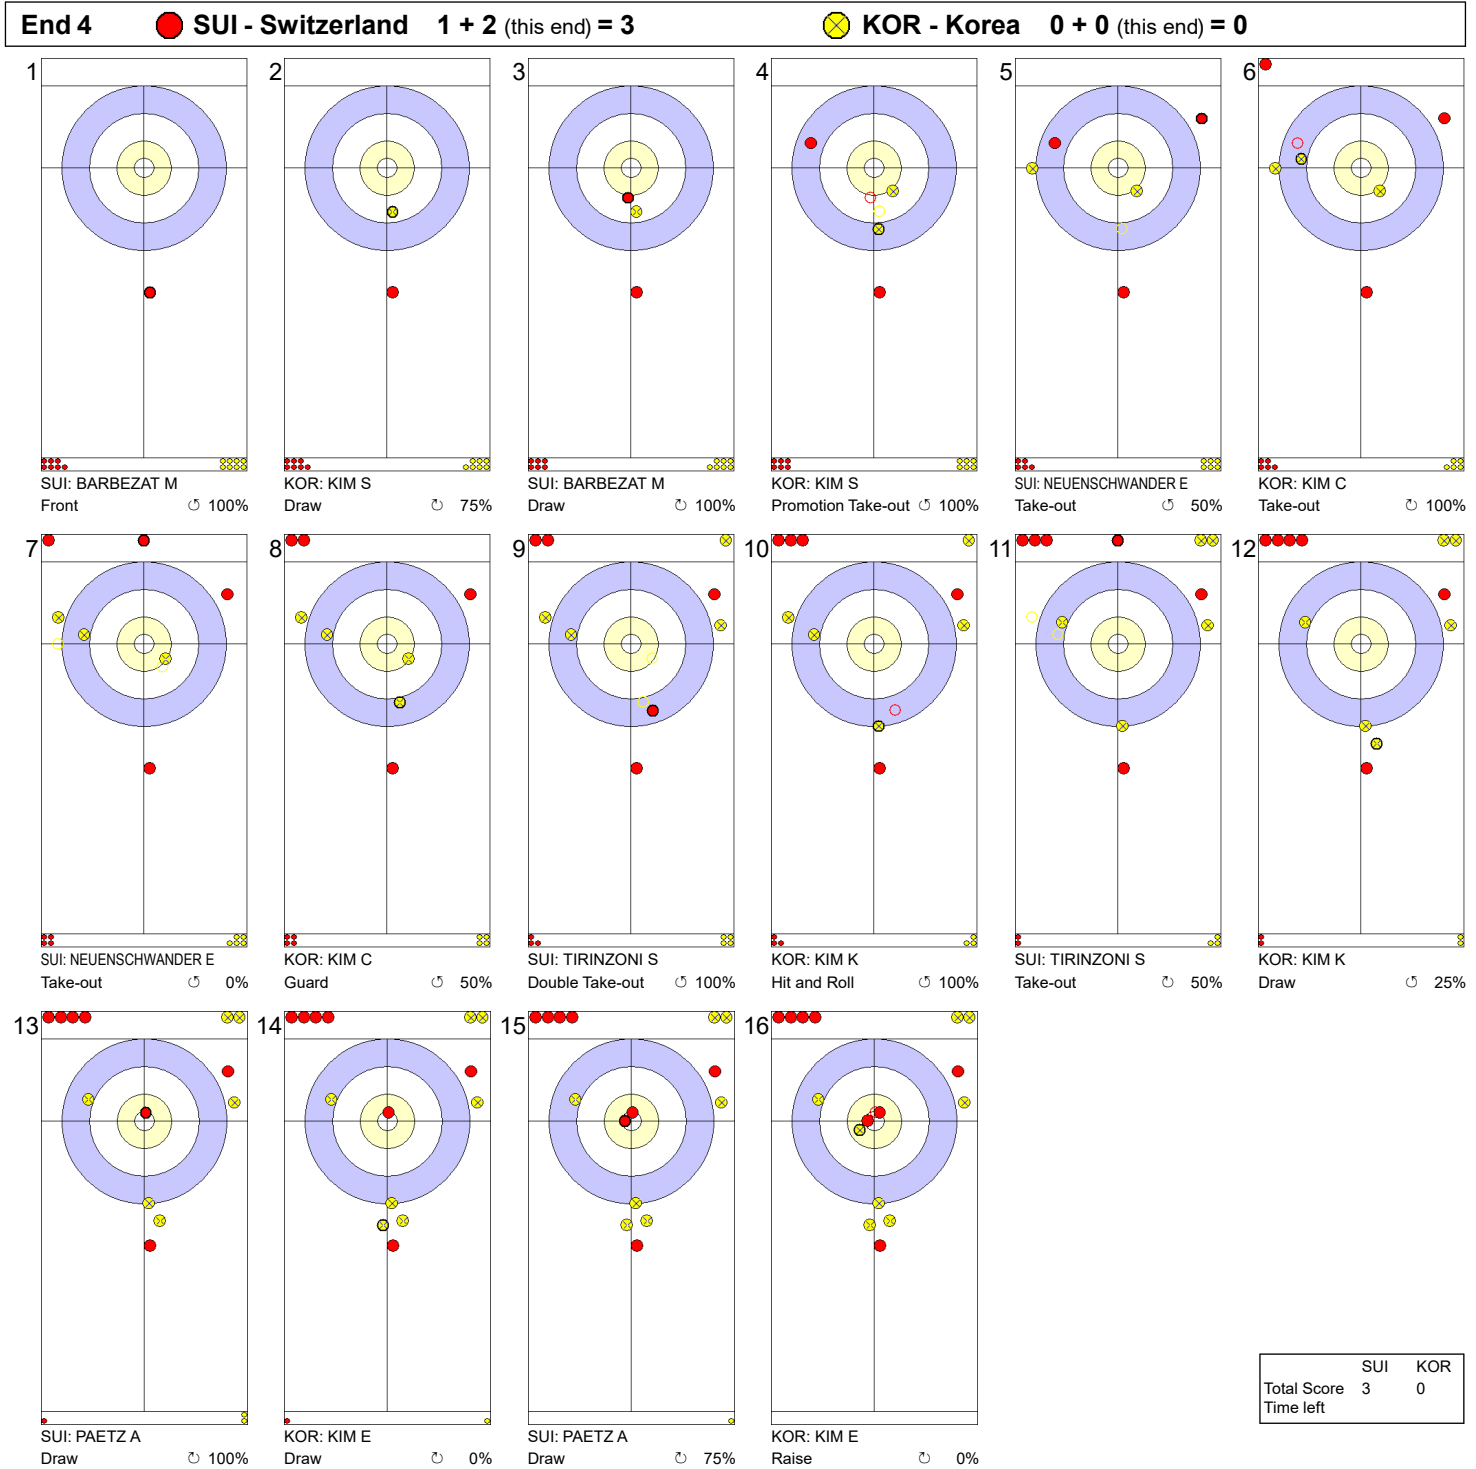 End 4 SUI - Switzerland 1 + 2 (this end) = 3 KOR - Korea 0 + 0 (this end) = 0
1 2 3 4 5 6
SUI: BARBEZAT M KOR: KIM S SUI: BARBEZAT M KOR: KIM S SUI: NEUENSCHWANDER E KOR: KIM C
Front ↺ 100% Draw ↻ 75% Draw ↻ 100% Promotion Take-out ↺ 100% Take-out ↻ 50% Take-out ↻ 100%
7 8 9 10 11 12
SUI: NEUENSCHWANDER E KOR: KIM C SUI: TIRINZONI S KOR: KIM K SUI: TIRINZONI S KOR: KIM K
Take-out ↺ 0% Guard ↺ 50% Double Take-out ↺ 100% Hit and Roll ↺ 100% Take-out ↻ 50% Draw ↺ 25%
13 14 15 16
SUI KOR
Total Score 3 0
Time left
SUI: PAETZ A KOR: KIM E SUI: PAETZ A KOR: KIM E
Draw ↻ 100% Draw ↻ 0% Draw ↻ 75% Raise ↻ 0%